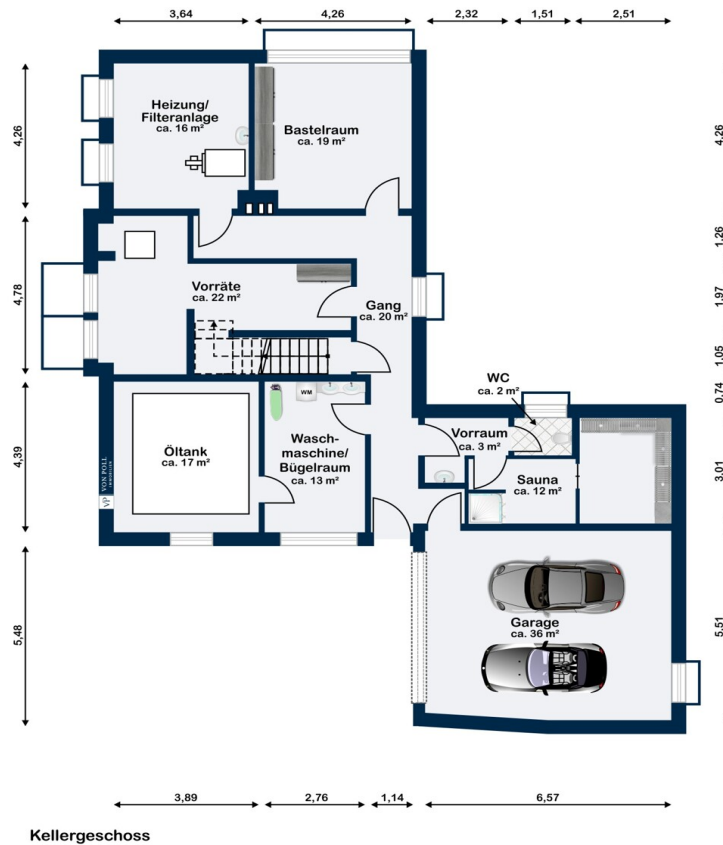 3,64
4,26
2,32
1,51
2,51
4,26
4,78
4,39
5,48
4,26
1,26
1,97
1,05
0,74
3,01
5,51
Heizung/
Filteranlage
ca. 16 m²
Bastelraum
ca. 19 m²
Vorräte
ca. 22 m²
Gang
ca. 20 m²
WC
ca. 2 m²
Vorraum
ca. 3 m²
Sauna
ca. 12 m²
WM
Öltank
ca. 17 m²
Wasch-
maschine/
Bügelraum
ca. 13 m²
VON POLL
IMMOBILIEN
VP
Garage
ca. 36 m²
3,89
2,76
1,14
6,57
Kellergeschoss